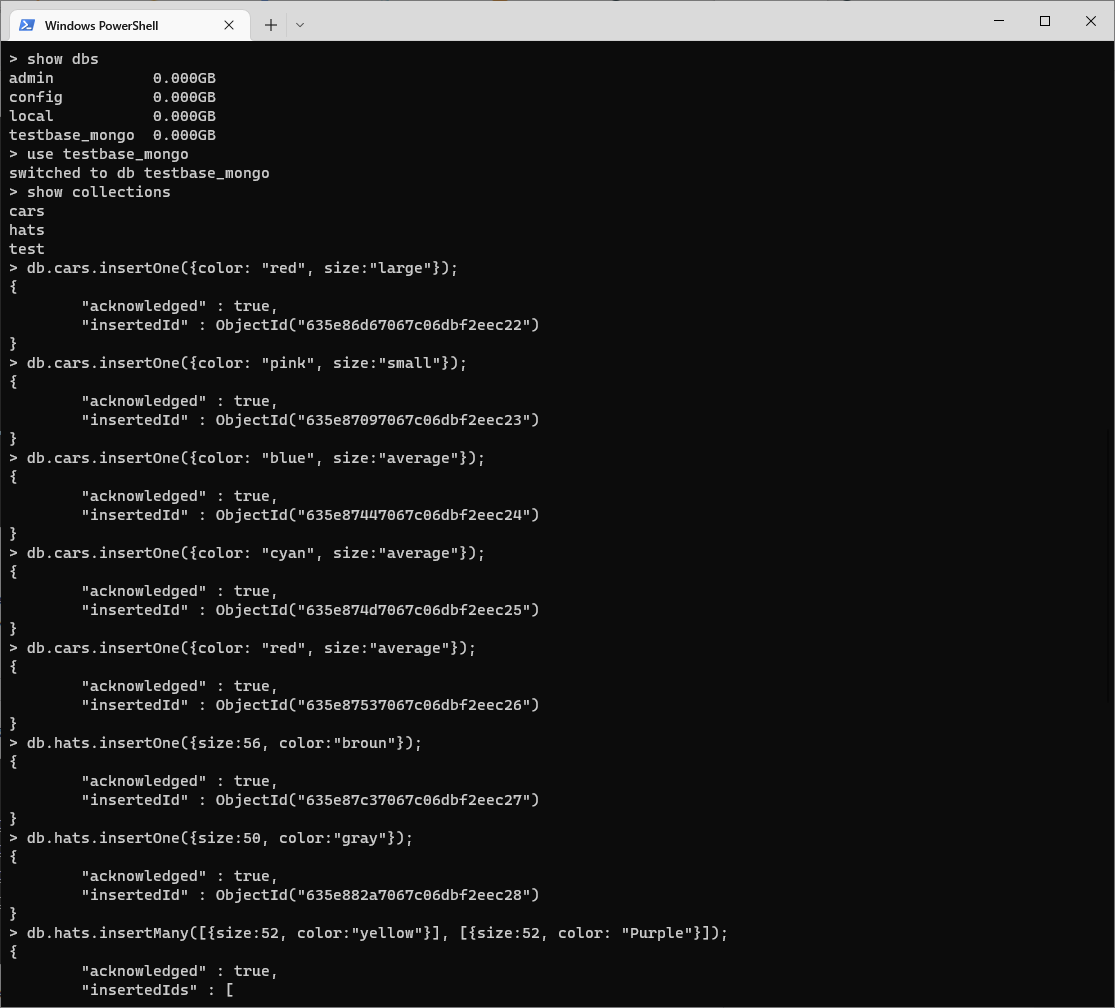 Windows PowerShell
> show dbs
admin           0.000GB
config          0.000GB
local           0.000GB
testbase_mongo  0.000GB
> use testbase_mongo
switched to db testbase_mongo
> show collections
cars
hats
test
> db.cars.insertOne({color: "red", size:"large"});
{
        "acknowledged" : true,
        "insertedId" : ObjectId("635e86d67067c06dbf2eec22")
}
> db.cars.insertOne({color: "pink", size:"small"});
{
        "acknowledged" : true,
        "insertedId" : ObjectId("635e87097067c06dbf2eec23")
}
> db.cars.insertOne({color: "blue", size:"average"});
{
        "acknowledged" : true,
        "insertedId" : ObjectId("635e87447067c06dbf2eec24")
}
> db.cars.insertOne({color: "cyan", size:"average"});
{
        "acknowledged" : true,
        "insertedId" : ObjectId("635e874d7067c06dbf2eec25")
}
> db.cars.insertOne({color: "red", size:"average"});
{
        "acknowledged" : true,
        "insertedId" : ObjectId("635e87537067c06dbf2eec26")
}
> db.hats.insertOne({size:56, color:"broun"});
{
        "acknowledged" : true,
        "insertedId" : ObjectId("635e87c37067c06dbf2eec27")
}
> db.hats.insertOne({size:50, color:"gray"});
{
        "acknowledged" : true,
        "insertedId" : ObjectId("635e882a7067c06dbf2eec28")
}
> db.hats.insertMany([{size:52, color:"yellow"}], [{size:52, color: "Purple"}]);
{
        "acknowledged" : true,
        "insertedIds" : [